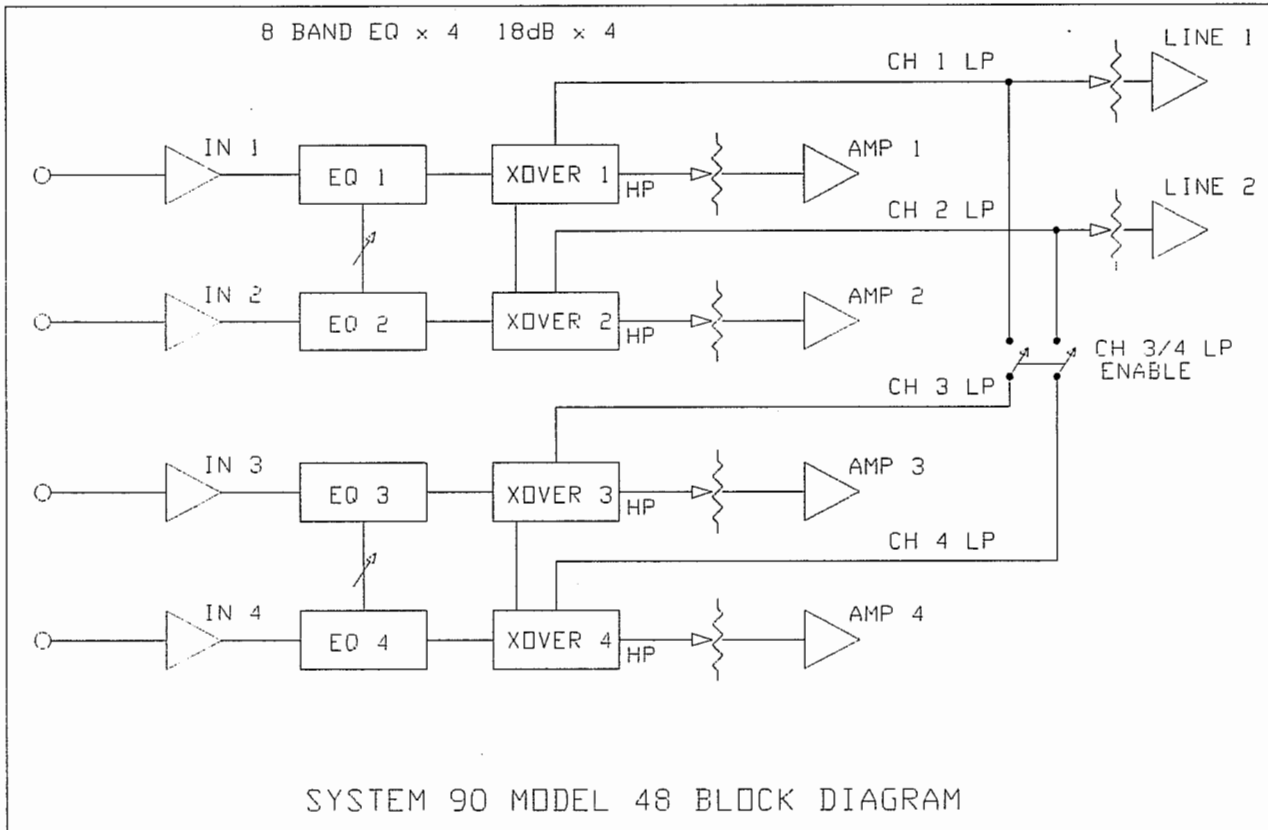 8 BAND EQ x 4 18dB x 4
LINE 1
CH 1 LP
IN 1
EQ 1
XOVER 1
HP
AMP 1
LINE 2
CH 2 LP
IN 2
EQ 2
XOVER 2
HP
AMP 2
CH 3/4 LP
ENABLE
CH 3 LP
IN 3
EQ 3
XOVER 3
HP
AMP 3
CH 4 LP
IN 4
EQ 4
XOVER 4
HP
AMP 4
SYSTEM 90 MODEL 48 BLOCK DIAGRAM